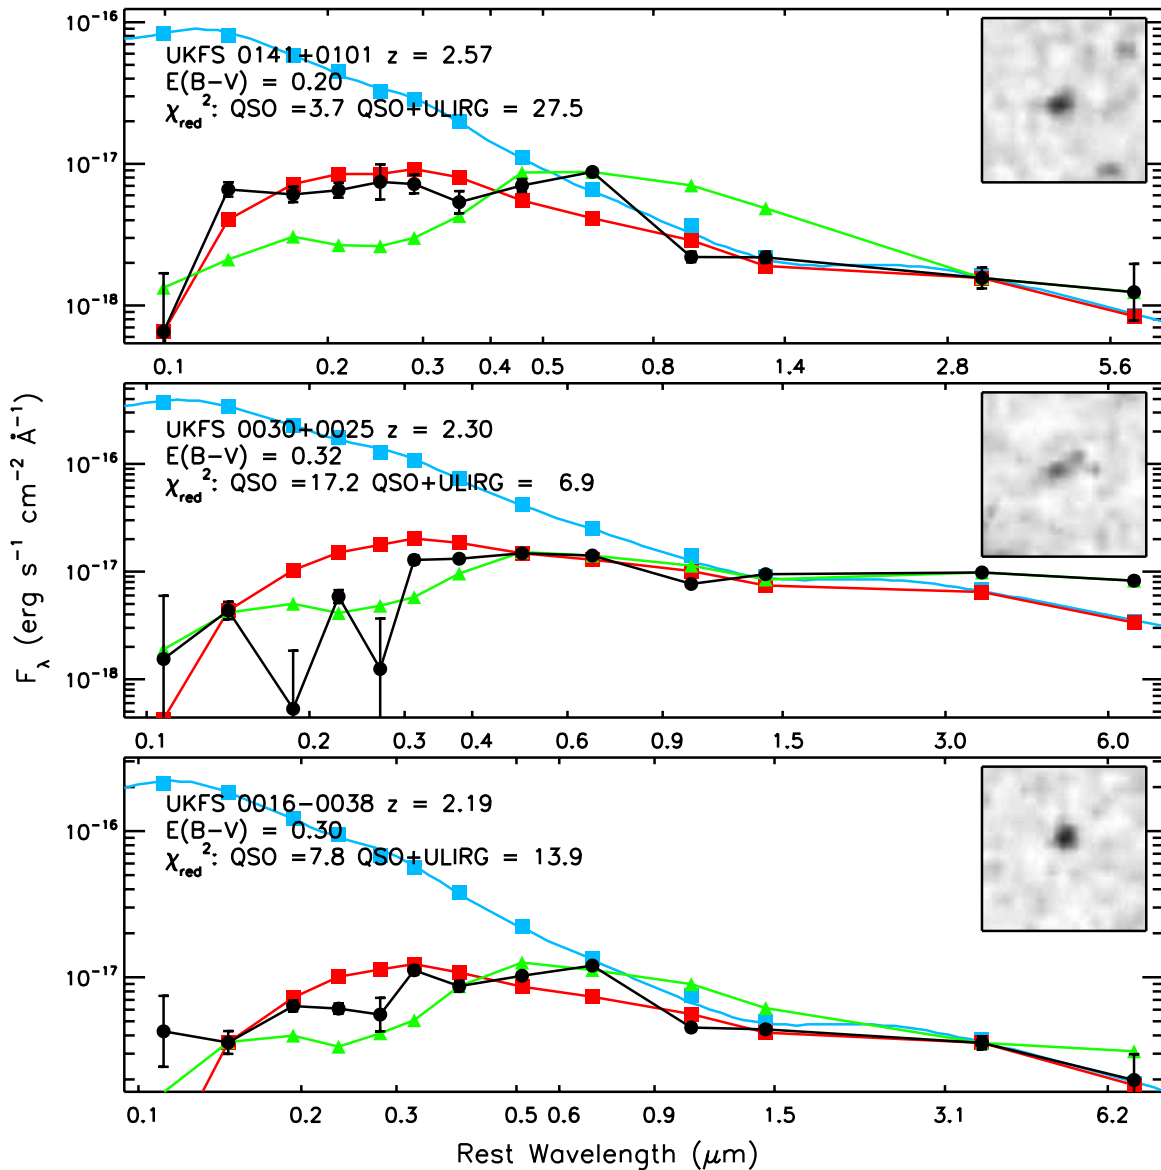 10⁻¹⁶
10⁻¹⁷
10⁻¹⁸
UKFS 0141+0101 z = 2.57
E(B−V) = 0.20
χ_red²: QSO =3.7 QSO+ULIRG = 27.5
0.1 0.2 0.3 0.4 0.5 0.8 1.4 2.8 5.6
F_λ (erg s⁻¹ cm⁻² Å⁻¹)
10⁻¹⁶
10⁻¹⁷
10⁻¹⁸
UKFS 0030+0025 z = 2.30
E(B−V) = 0.32
χ_red²: QSO =17.2 QSO+ULIRG = 6.9
0.1 0.2 0.3 0.4 0.6 0.9 1.5 3.0 6.0
10⁻¹⁶
10⁻¹⁷
UKFS 0016−0038 z = 2.19
E(B−V) = 0.30
χ_red²: QSO =7.8 QSO+ULIRG = 13.9
0.1 0.2 0.3 0.5 0.6 0.9 1.5 3.1 6.2
Rest Wavelength (μm)